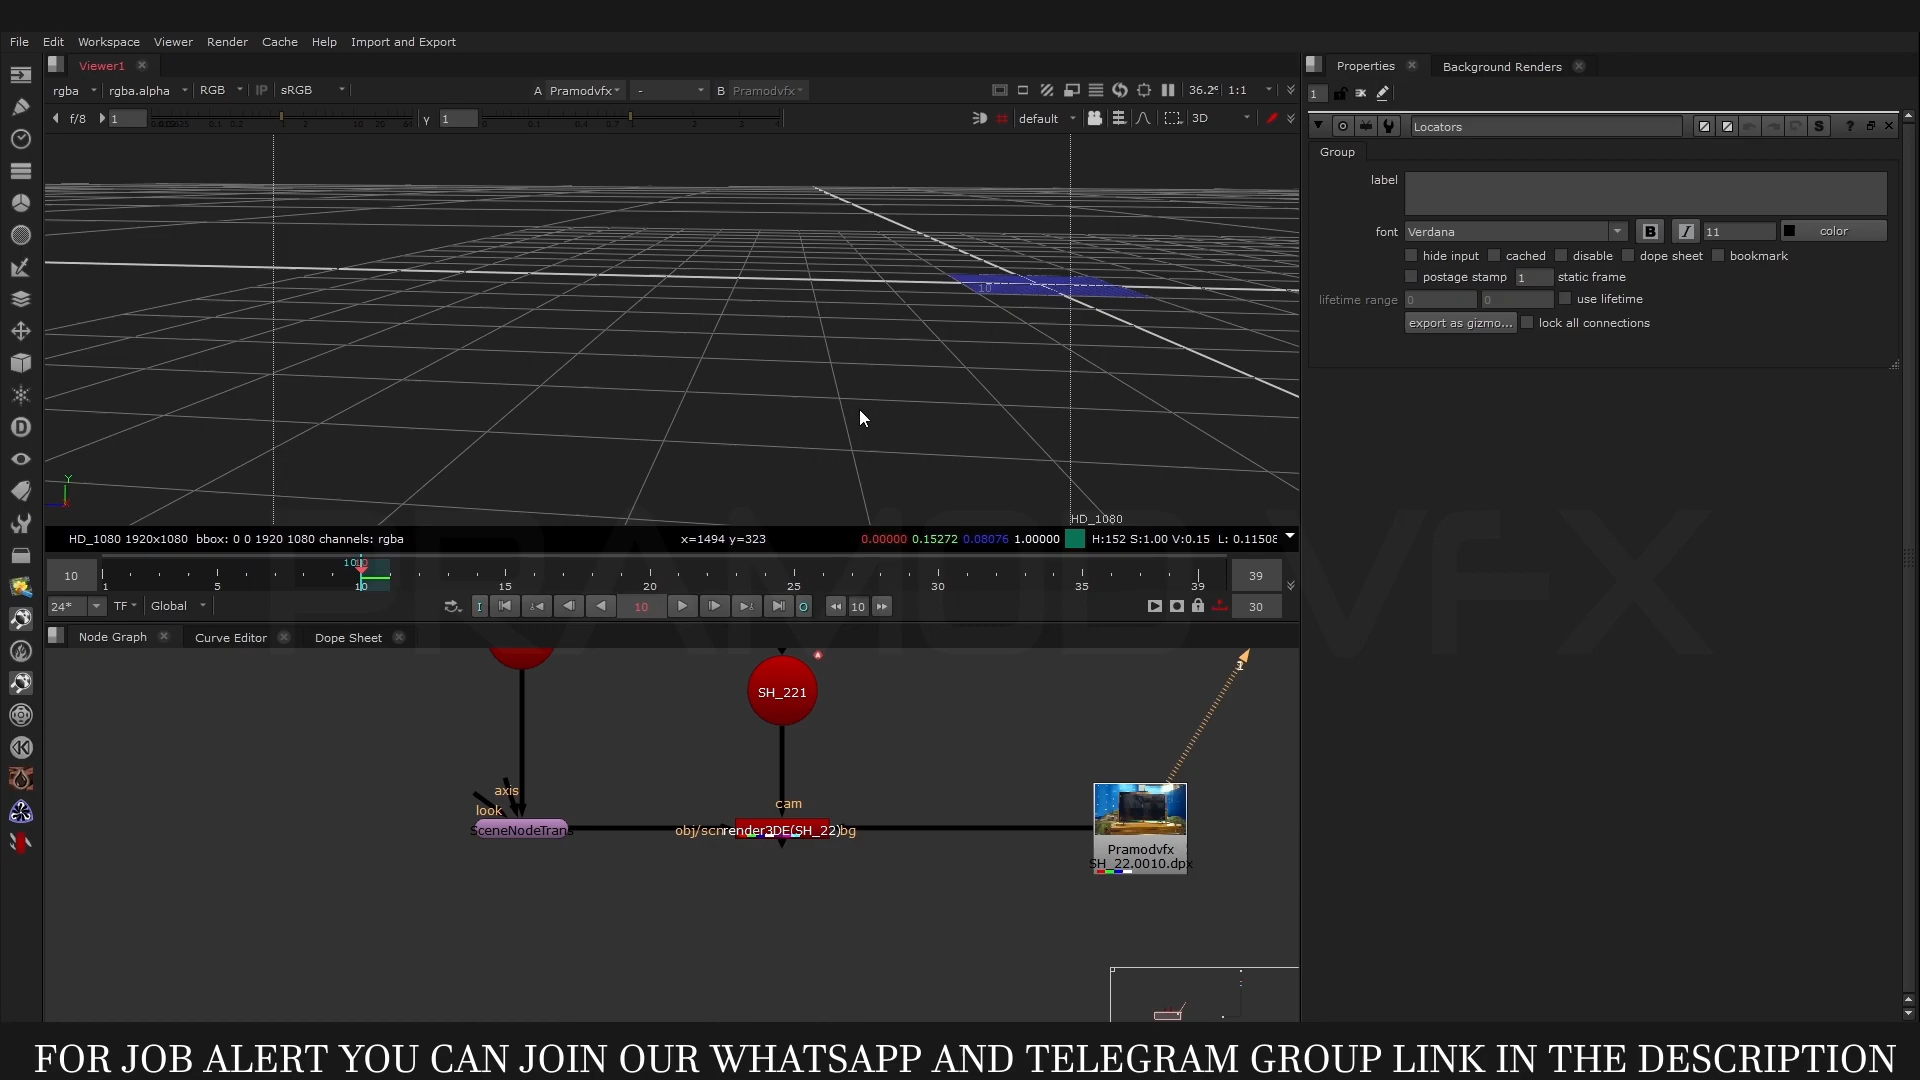 File Edit Workspace Viewer Render Cache Help Import and Export
Viewer1
Properties
Background Renders
rgba rgba.alpha RGB IP sRGB A Pramodvfx - B Pramodvfx 36.2 1:1
1
f/8 1 γ 1 default 3D
Locators
S ?
Group
label
font Verdana B I 11 color
hide input cached disable dope sheet bookmark
postage stamp 1 static frame
lifetime range 0 0 use lifetime
export as gizmo... lock all connections
10
Y
HD_1080
PRAMOD VFX
HD_1080 1920x1080 bbox: 0 0 1920 1080 channels: rgba x=1494 y=323 0.00000 0.15272 0.08076 1.00000 H:152 S:1.00 V:0.15 L: 0.11508
10 1 5 10 15 20 25 30 35 39 39
24* TF Global I 10 O 10 30
Node Graph Curve Editor Dope Sheet
SH_221
axis
look
cam
SceneNodeTrans
obj/scn
render3DE(SH_22)
bg
Pramodvfx
SH_22.0010.dpx
FOR JOB ALERT YOU CAN JOIN OUR WHATSAPP AND TELEGRAM GROUP LINK IN THE DESCRIPTION